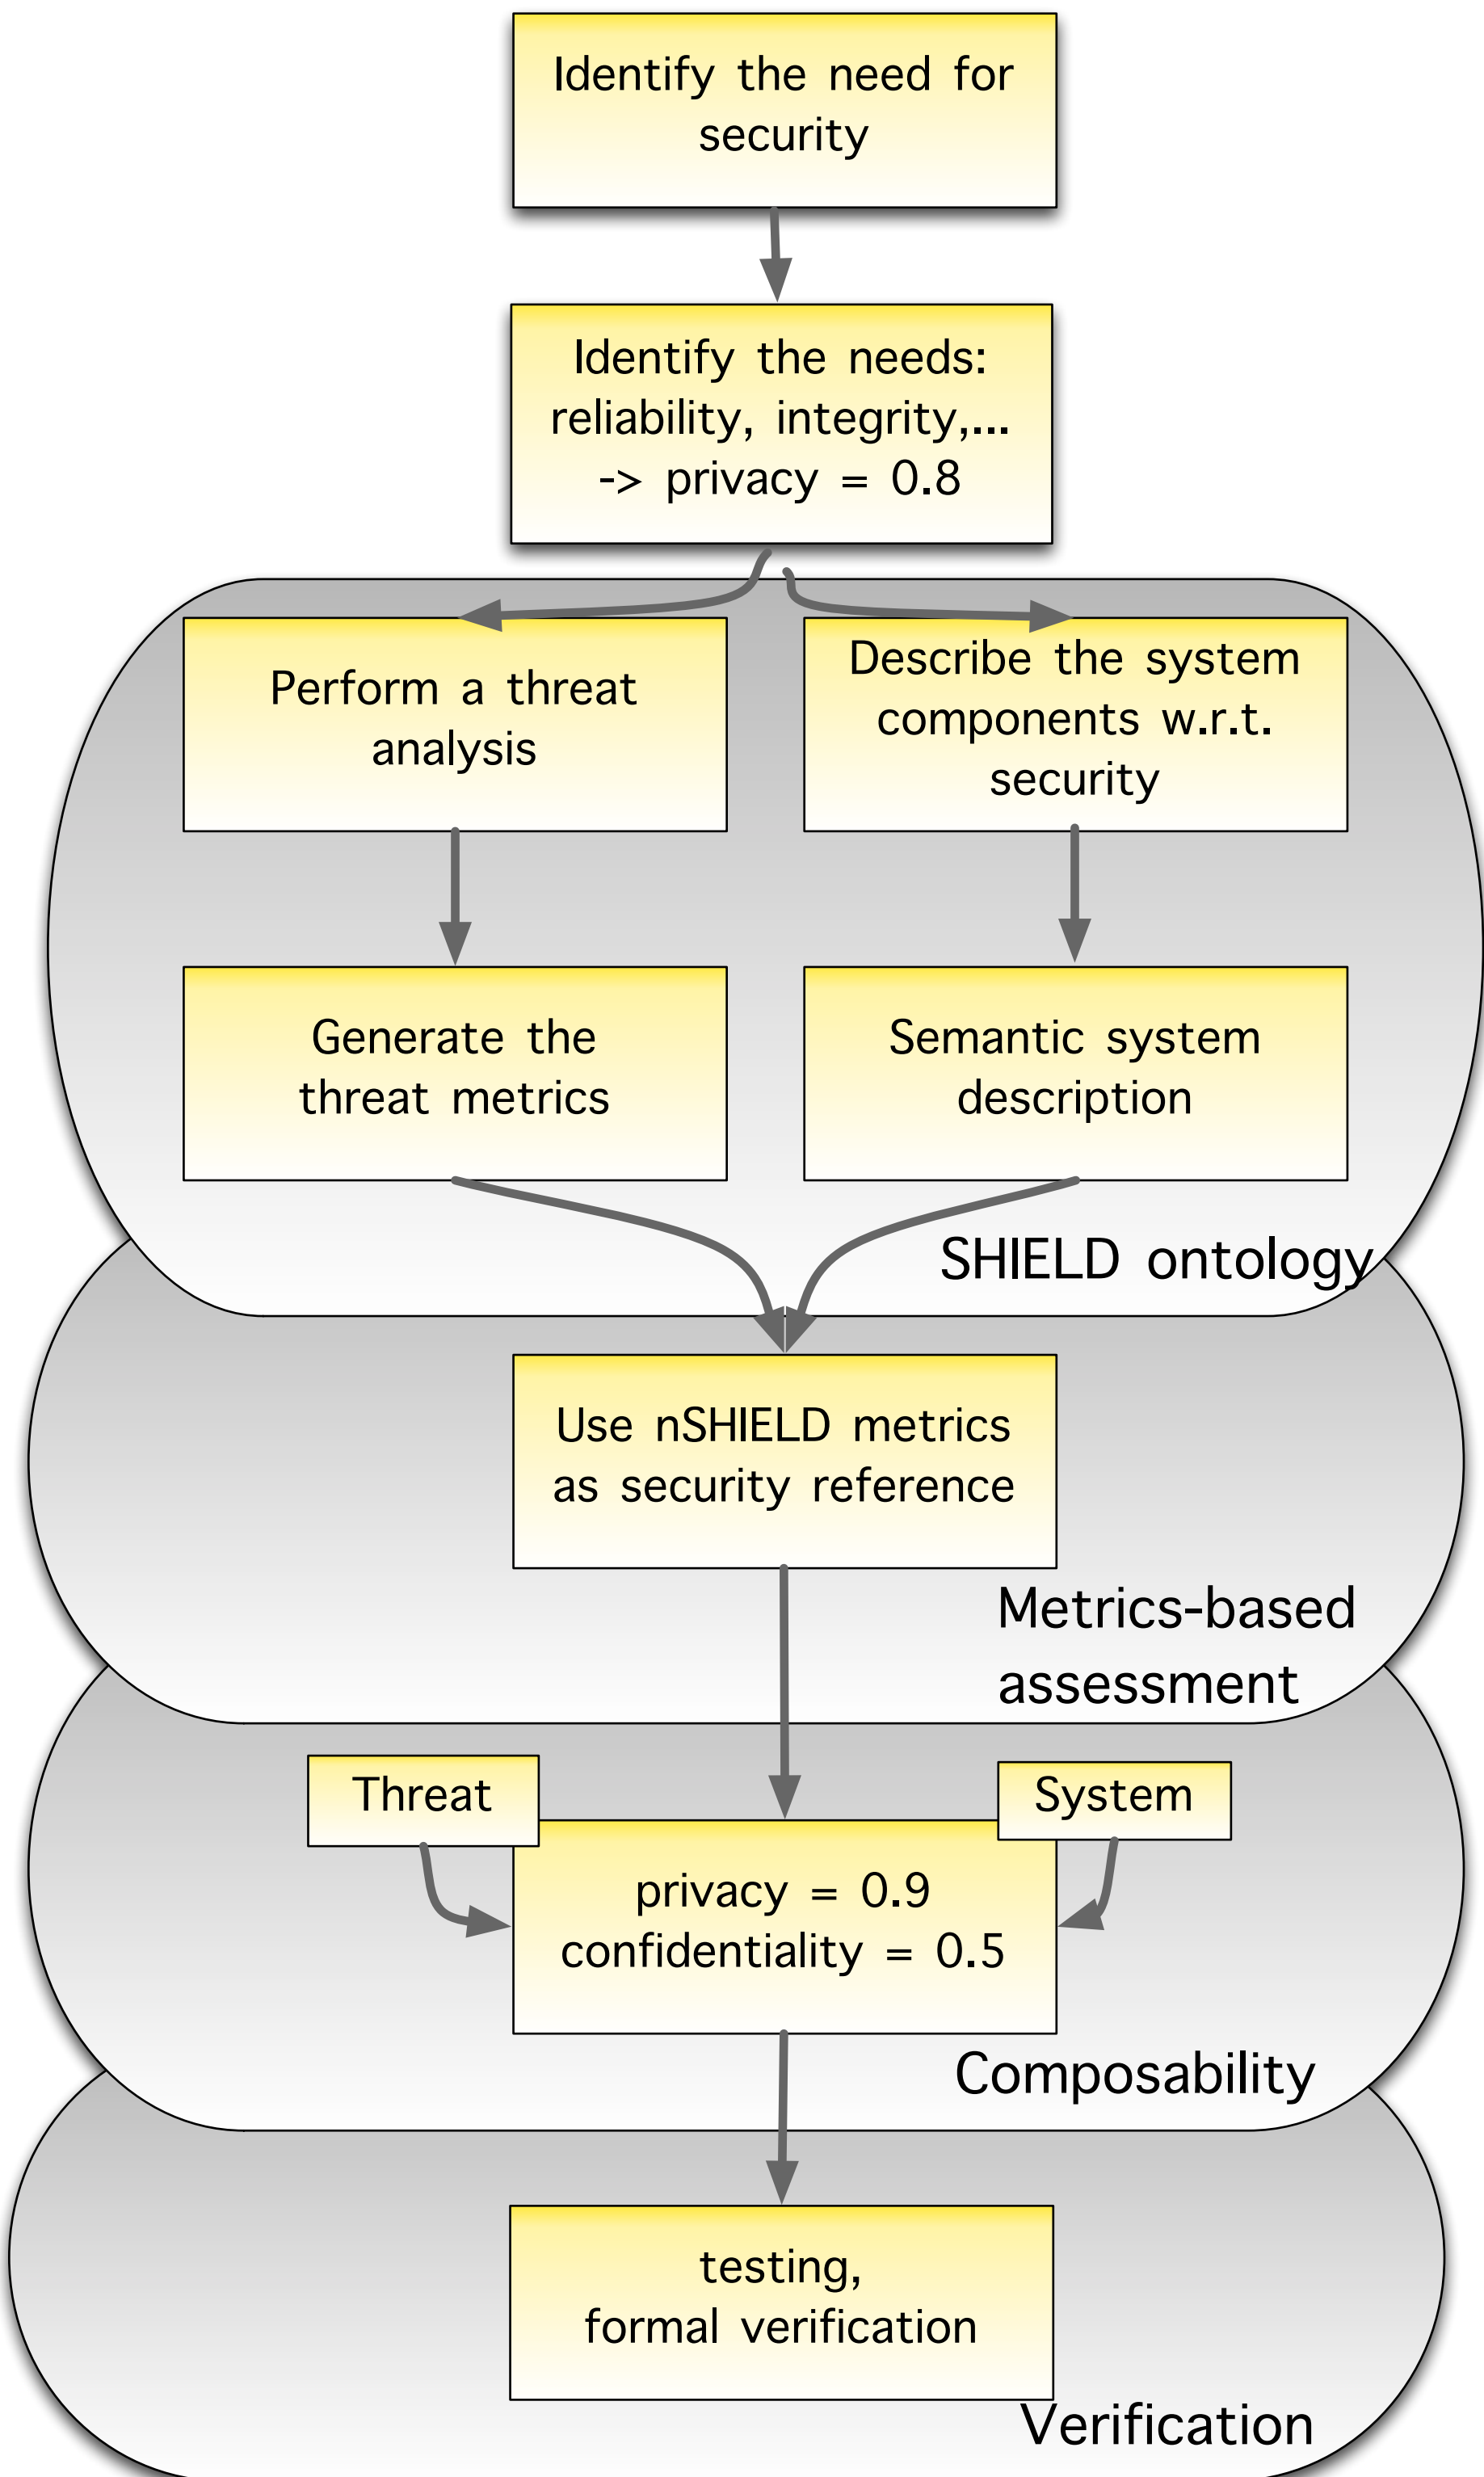 Identify the need for
security
Identify the needs:
reliability, integrity,...
-> privacy = 0.8
Perform a threat
analysis
Describe the system
components w.r.t.
security
Generate the
threat metrics
Semantic system
description
SHIELD ontology
Use nSHIELD metrics
as security reference
Metrics-based
assessment
Threat
System
privacy = 0.9
confidentiality = 0.5
Composability
testing,
formal verification
Verification